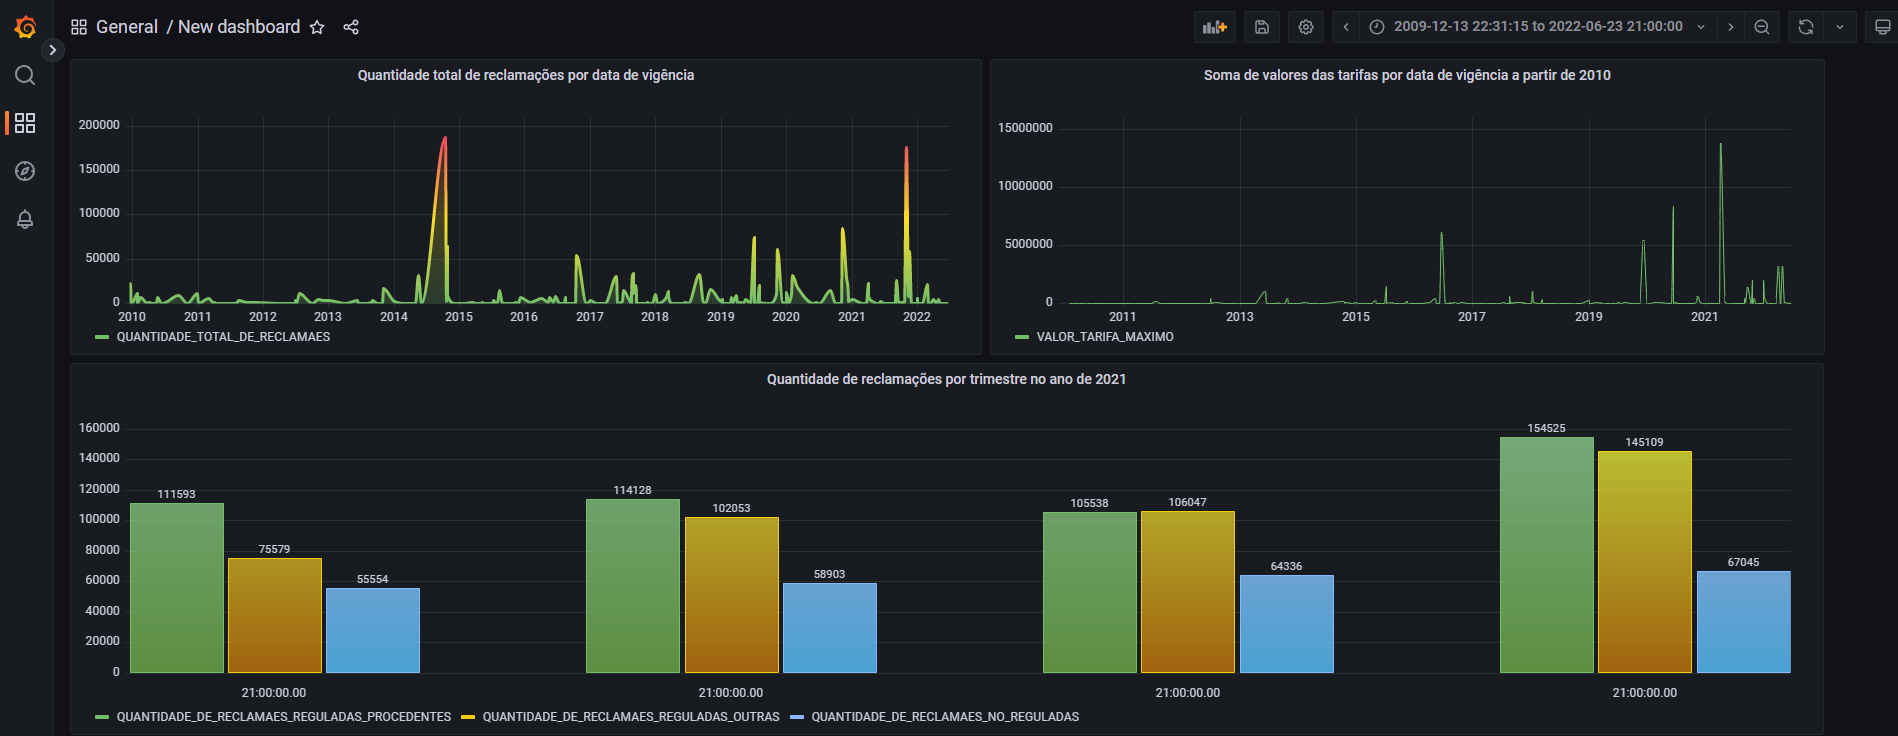 General / New dashboard
2009-12-13 22:31:15 to 2022-06-23 21:00:00
Quantidade total de reclamações por data de vigência
200000
150000
100000
50000
0
2010 2011 2012 2013 2014 2015 2016 2017 2018 2019 2020 2021 2022
QUANTIDADE_TOTAL_DE_RECLAMAES
Soma de valores das tarifas por data de vigência a partir de 2010
15000000
10000000
5000000
0
2011 2013 2015 2017 2019 2021
VALOR_TARIFA_MAXIMO
Quantidade de reclamações por trimestre no ano de 2021
160000
140000
120000
100000
80000
60000
40000
20000
0
111593 75579 55554
114128 102053 58903
105538 106047 64336
154525 145109 67045
21:00:00.00 21:00:00.00 21:00:00.00 21:00:00.00
QUANTIDADE_DE_RECLAMAES_REGULADAS_PROCEDENTES QUANTIDADE_DE_RECLAMAES_REGULADAS_OUTRAS QUANTIDADE_DE_RECLAMAES_NO_REGULADAS